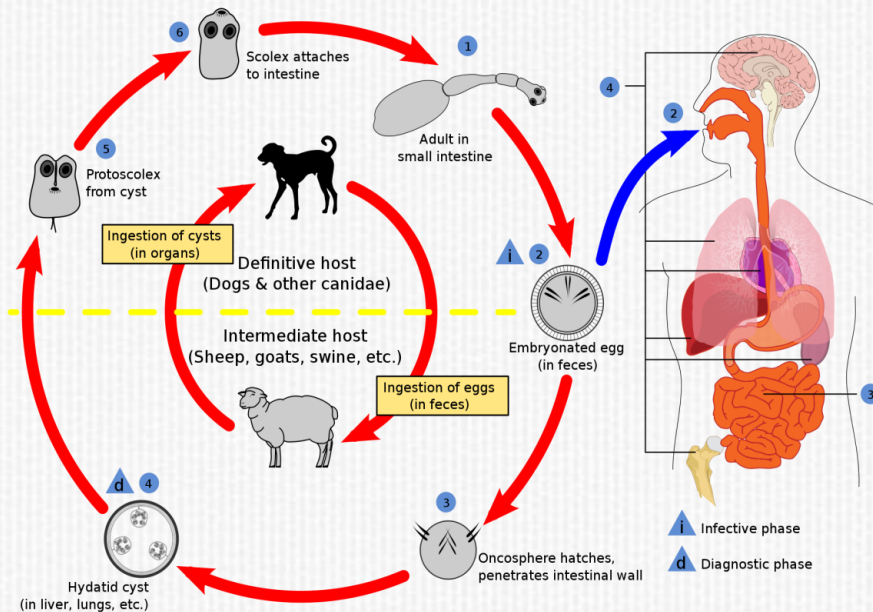 6
Scolex attaches
to intestine
1
Adult in
small intestine
5
Protoscolex
from cyst
Ingestion of cysts
(in organs)
Definitive host
(Dogs & other canidae)
i
2
Embryonated egg
(in feces)
Intermediate host
(Sheep, goats, swine, etc.)
Ingestion of eggs
(in feces)
d
4
Hydatid cyst
(in liver, lungs, etc.)
3
Oncosphere hatches,
penetrates intestinal wall
4
2
3
i Infective phase
d Diagnostic phase